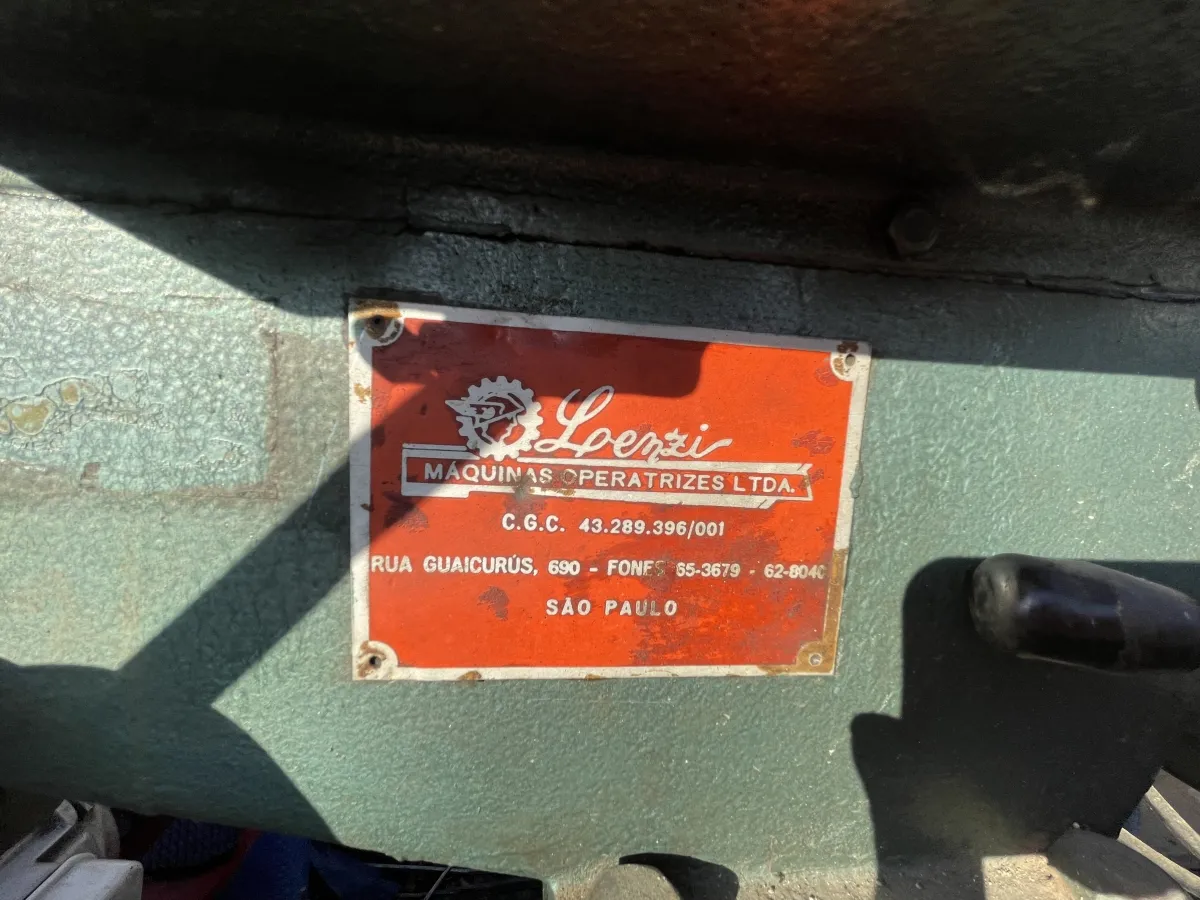 Lenzi
MÁQUINAS OPERATRIZES LTDA.
C.G.C. 43.289.396/001
RUA GUAICURÚS, 690 - FONES 65-3679 - 62-8040
SÃO PAULO